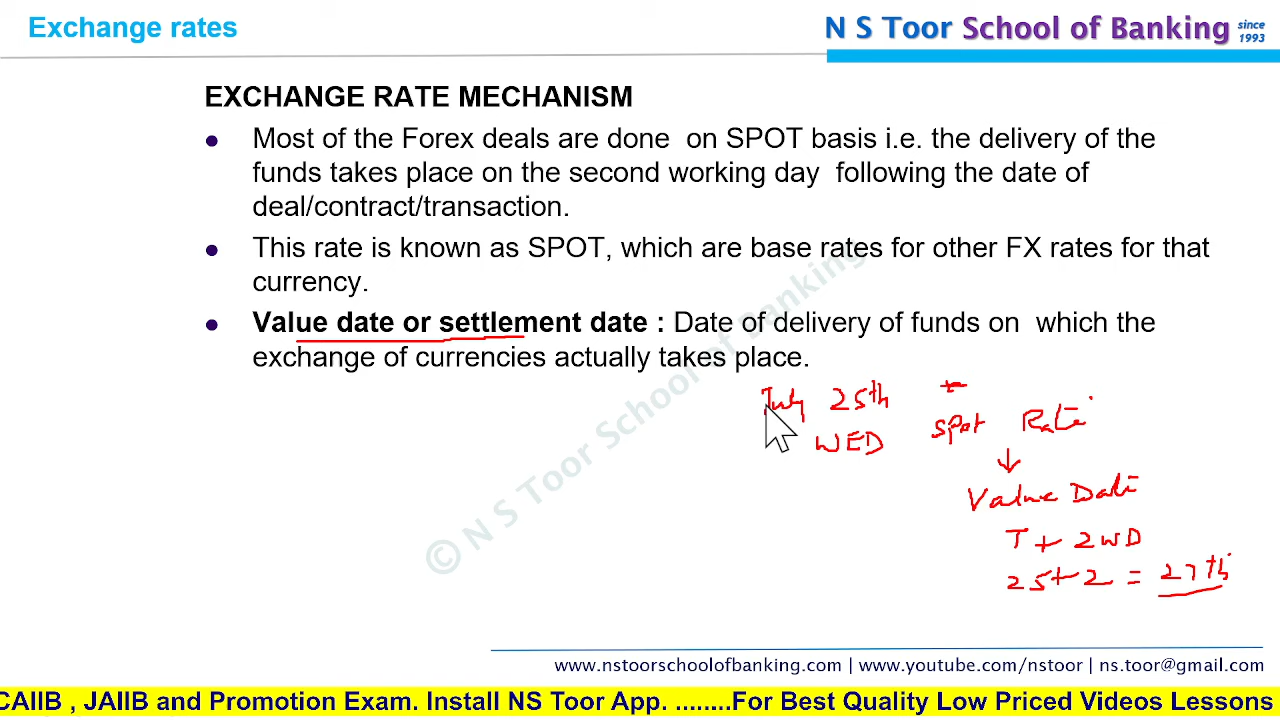 Exchange rates
N S Toor School of Banking since 1993
EXCHANGE RATE MECHANISM
• Most of the Forex deals are done on SPOT basis i.e. the delivery of the
funds takes place on the second working day following the date of
deal/contract/transaction.
• This rate is known as SPOT, which are base rates for other FX rates for that
currency.
• Value date or settlement date : Date of delivery of funds on which the
exchange of currencies actually takes place.
July 25th
WED
Spot Rate
Value Date
T + 2 WD
25+2 = 27th
© N S Toor School of Banking
www.nstoorschoolofbanking.com | www.youtube.com/nstoor | ns.toor@gmail.com
CAIIB , JAIIB and Promotion Exam. Install NS Toor App. ........For Best Quality Low Priced Videos Lessons